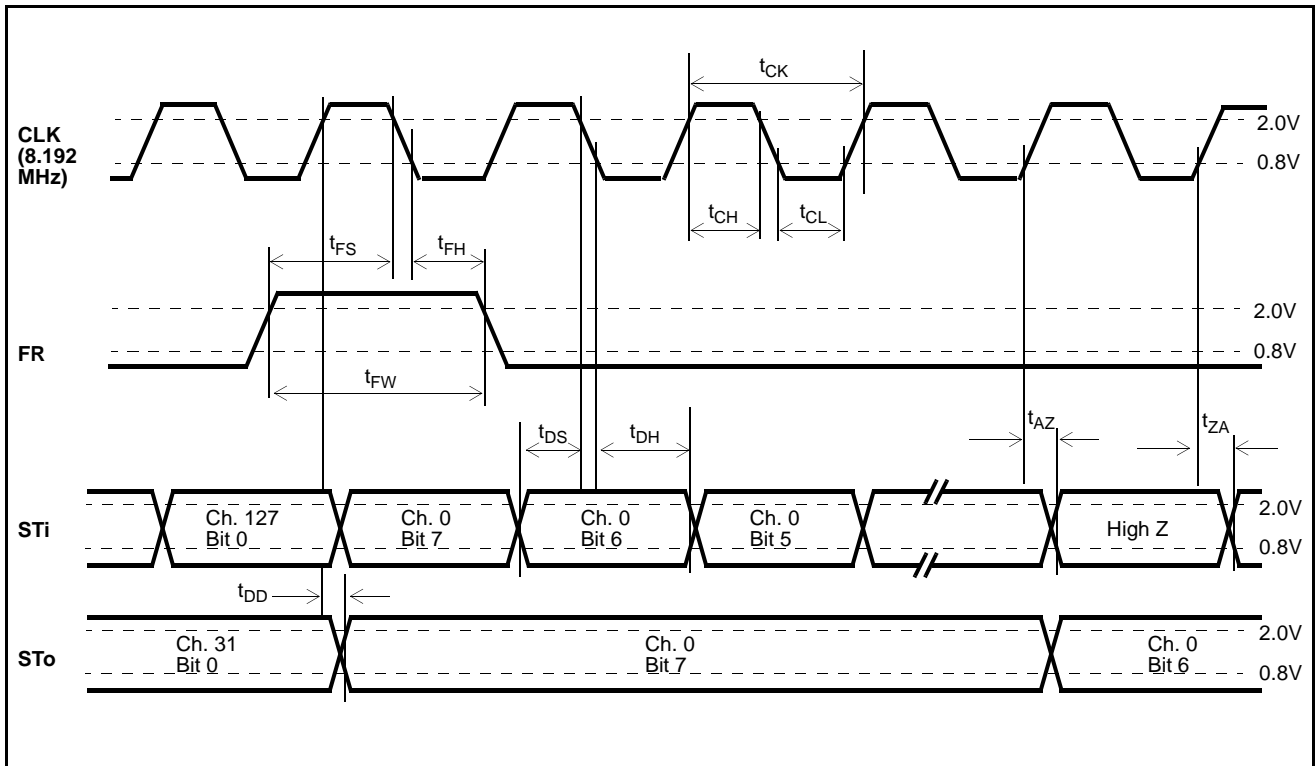 tCK
CLK
(8.192
MHz)
2.0V
0.8V
tCH
tCL
tFS
tFH
FR
2.0V
0.8V
tFW
tDS
tDH
tAZ
tZA
STi
Ch. 127
Bit 0
Ch. 0
Bit 7
Ch. 0
Bit 6
Ch. 0
Bit 5
High Z
2.0V
0.8V
tDD
STo
Ch. 31
Bit 0
Ch. 0
Bit 7
Ch. 0
Bit 6
2.0V
0.8V